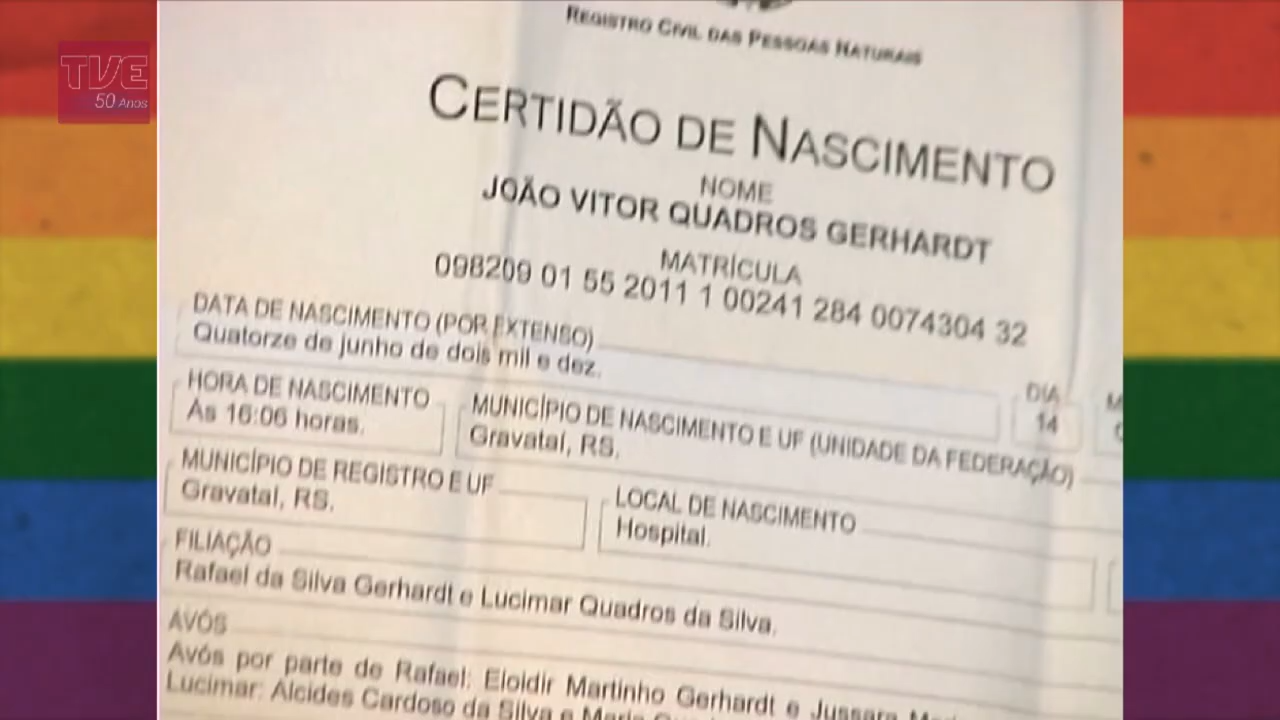 TVE
50 Anos
REGISTRO CIVIL DAS PESSOAS NATURAIS
CERTIDÃO DE NASCIMENTO
NOME
JOÃO VITOR QUADROS GERHARDT
MATRÍCULA
098209 01 55 2011 1 00241 284 0074304 32
DATA DE NASCIMENTO (POR EXTENSO)
Quatorze de junho de dois mil e dez.
DIA
14
HORA DE NASCIMENTO
Às 16:06 horas.
MUNICÍPIO DE NASCIMENTO E UF (UNIDADE DA FEDERAÇÃO)
Gravataí, RS.
MUNICÍPIO DE REGISTRO E UF
Gravataí, RS.
LOCAL DE NASCIMENTO
Hospital.
FILIAÇÃO
Rafael da Silva Gerhardt e Lucimar Quadros da Silva.
AVÓS
Avós por parte de Rafael: Eloidir Martinho Gerhardt e Jussara
Lucimar: Alcides Cardoso da Silva e Maria